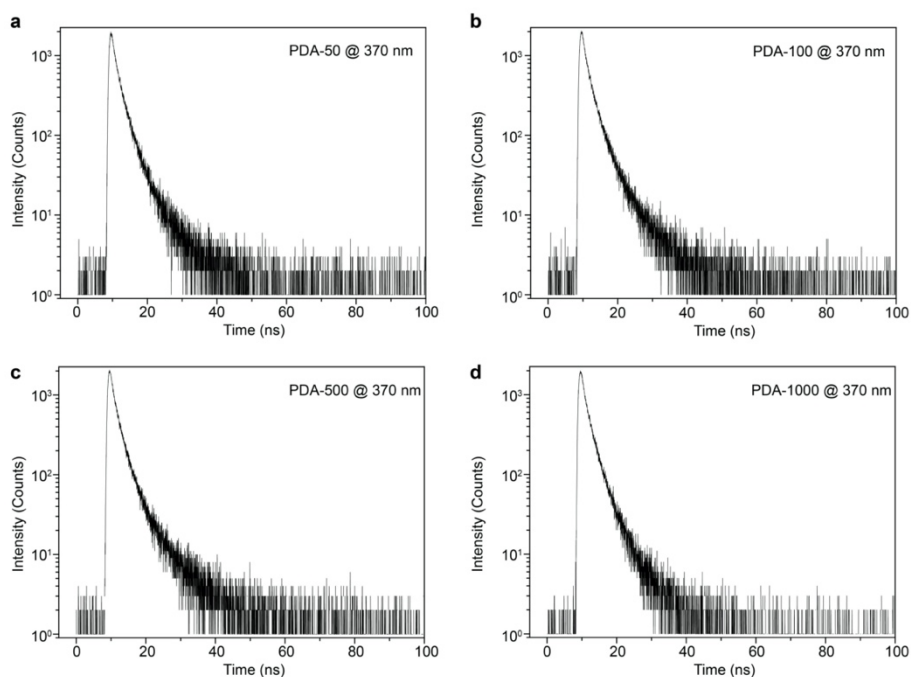 a
PDA-50 @ 370 nm
Intensity (Counts)
10³
10²
10¹
10⁰
0 20 40 60 80 100
Time (ns)
b
PDA-100 @ 370 nm
Intensity (Counts)
10³
10²
10¹
10⁰
0 20 40 60 80 100
Time (ns)
c
PDA-500 @ 370 nm
Intensity (Counts)
10³
10²
10¹
10⁰
0 20 40 60 80 100
Time (ns)
d
PDA-1000 @ 370 nm
Intensity (Counts)
10³
10²
10¹
10⁰
0 20 40 60 80 100
Time (ns)